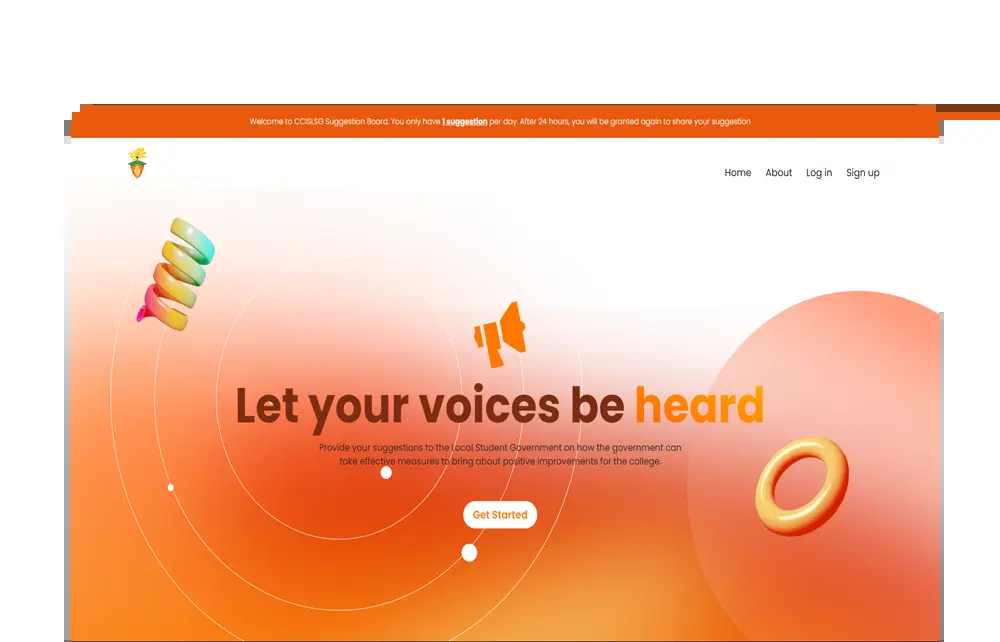 Welcome to CCISLSG Suggestion Board. You only have 1 suggestion per day. After 24 hours, you will be granted again to share your suggestion
Home About Log in Sign up
Let your voices be heard
Provide your suggestions to the Local Student Government on how the government can
take effective measures to bring about positive improvements for the college.
Get Started